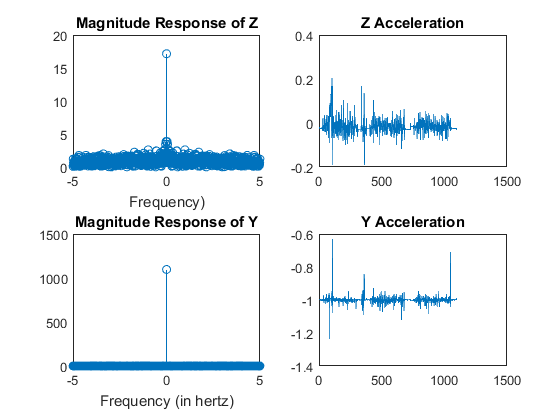 Magnitude Response of Z
20
15
10
5
0
-5 0 5
Frequency)
Z Acceleration
0.4
0.2
0
-0.2
0 500 1000 1500
Magnitude Response of Y
1500
1000
500
0
-5 0 5
Frequency (in hertz)
Y Acceleration
-0.6
-0.8
-1
-1.2
-1.4
0 500 1000 1500